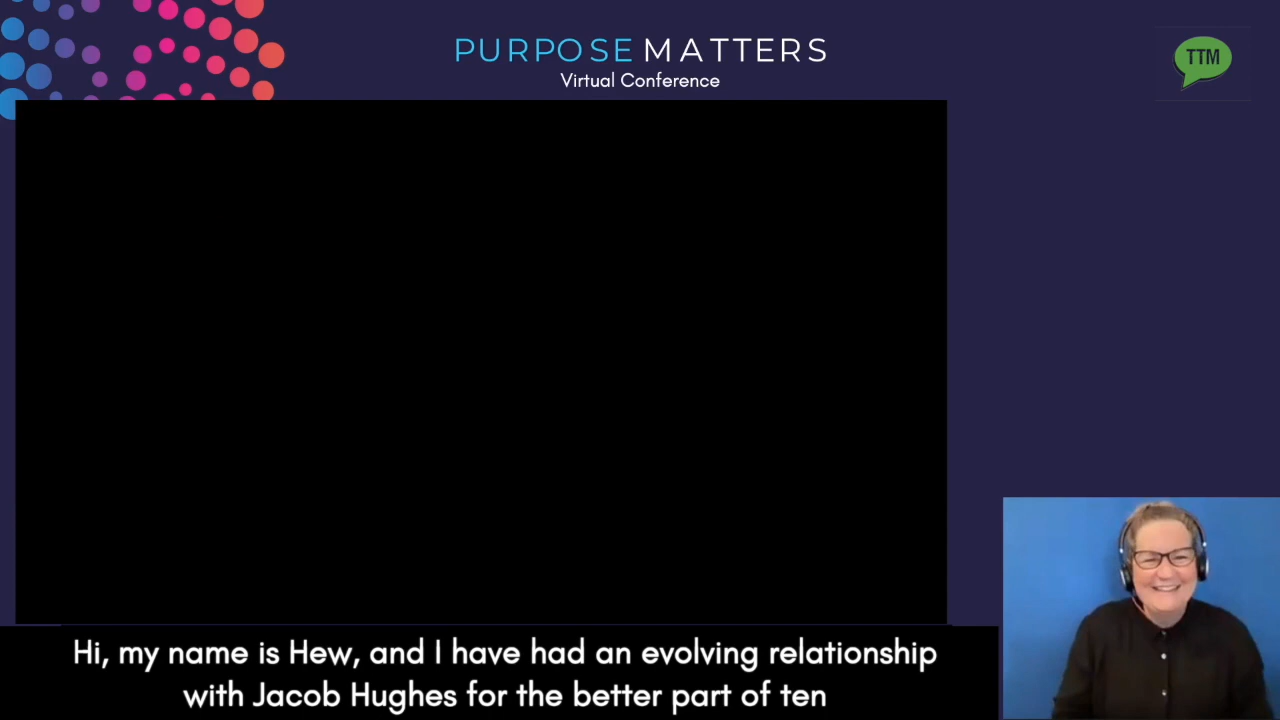 PURPOSE MATTERS
Virtual Conference
TTM
Hi, my name is Hew, and I have had an evolving relationship
with Jacob Hughes for the better part of ten